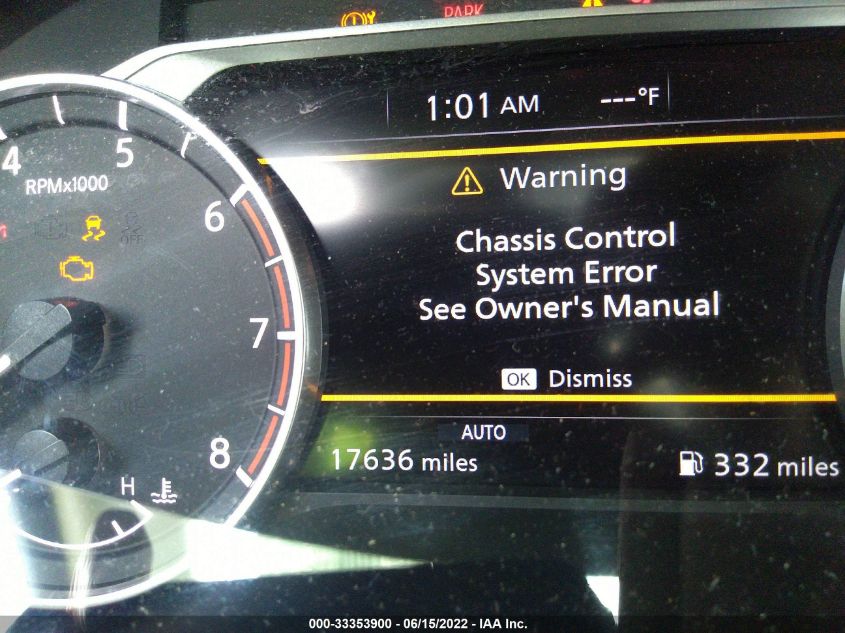 PARK
1:01 AM ---°F
Warning
Chassis Control
System Error
See Owner's Manual
OK Dismiss
AUTO
17636 miles 332 miles
4
5
RPMx1000
6
OFF
7
8
H
000-33353900 - 06/15/2022 - IAA Inc.